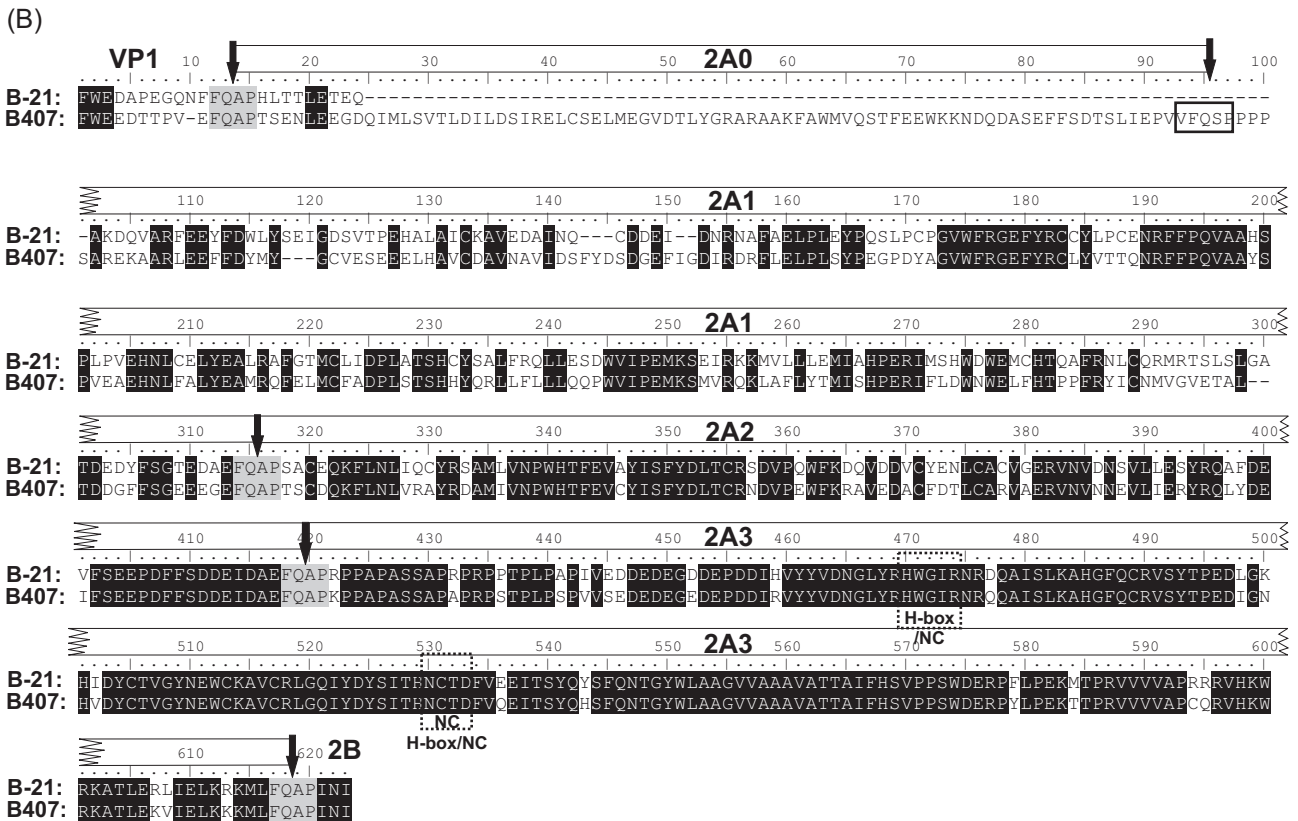 (B)
VP1 10 20 30 40 50 60 2A0 70 80 90 100
B-21: FWEDAPEGQNFFQAPHLTTLETEQ----------------------------------------------------------------------------
B407: FWEEDTTPV-EFQAPTSENLEEGDQIMLSVTLDILDSIRELCSELMEGVDTLYGRARAAKFAWMVQSTFEEWKKNDQDASEFFSDTSLIEPVVFQSPPPP
110 120 130 140 150 2A1 160 170 180 190 200
B-21: -AKDQVARFEEYFDWLYSEIGDSVTPEHALAICKAVEDAINQ---CDDEI--DNRNAFAELPLEYPQSLPCPGVWFRGEFYRCCYLPCENRFFPQVAAHS
B407: SAREKAARLEEFFDYMY---GCVESEEELHAVCDAVNAVIDSFYDSDGEFIGDIRDRFLELPLSYPEGPDYAGVWFRGEFYRCLYVTTQNRFFPQVAAYS
210 220 230 240 250 2A1 260 270 280 290 300
B-21: PLPVEHNLCELYEALRAFGTMCLIDPLATSHCYSALFRQLLESDWVIPEMKSEIRKKMVLLLEMIAHPERIMSHWDWEMCHTQAFRNLCQRMRTSLSLGA
B407: PVEAEHNLFALYEAMRQFELMCFADPLSTSHHYQRLLFLLLQQPWVIPEMKSMVRQKLAFLYTMISHPERIFLDWNWELFHTPPFRYICNMVGVETAL--
310 320 330 340 350 2A2 360 370 380 390 400
B-21: TDEDYFSGTEDAEFQAPSACEQKFLNLIQCYRSAMLVNPWHTFEVAYISFYDLTCRSDVPQWFKDQVDDVCYENLCACVGERVNVDNSVLLESYRQAFDE
B407: TDDGFFSGEEEGEFQAPTSCDQKFLNLVRAYRDAMIVNPWHTFEVCYISFYDLTCRNDVPEWFKRAVEDACFDTLCARVAERVNVNNEVLIERYRQLYDE
410 420 430 440 450 2A3 460 470 480 490 500
B-21: VFSEEPDFFSDDEIDAEFQAPRPPAPASSAPRPRPPTPLPAPIVEDDEDEGDDEPDDIHVYYVDNGLYRHWGIRNRDQAISLKAHGFQCRVSYTPEDLGK
B407: IFSEEPDFFSDDEIDAEFQAPKPPAPASSAPAPRPSTPLPSPVVSEDEDEGEDEPDDIRVYYVDNGLYRHWGIRNRQQAISLKAHGFQCRVSYTPEDIGN
H-box
/NC
510 520 530 540 550 2A3 560 570 580 590 600
B-21: HIDYCTVGYNEWCKAVCRLGQIYDYSITHNCTDFVEEITSYQYSFQNTGYWLAAGVVAAAVATTAIFHSVPPSWDERPFLPEKMTPRVVVVAPRRRVHKW
B407: HVDYCTVGYNEWCKAVCRLGQIYDYSITHNCTDFVQEITSYQHSFQNTGYWLAAGVVAAAVATTAIFHSVPPSWDERPYLPEKTTPRVVVVAPCQRVHKW
NC
H-box/NC
610 620 2B
B-21: RKATLERLIELKRKMLFQAPINI
B407: RKATLEKVIELKKKMLFQAPINI